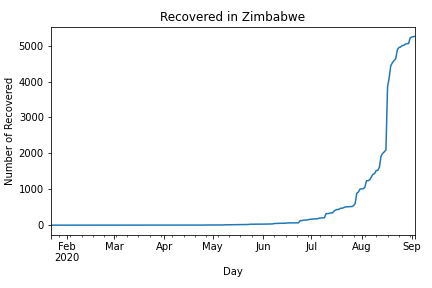 Recovered in Zimbabwe
Number of Recovered
5000
4000
3000
2000
1000
0
Feb Mar Apr May Jun Jul Aug Sep
2020
Day